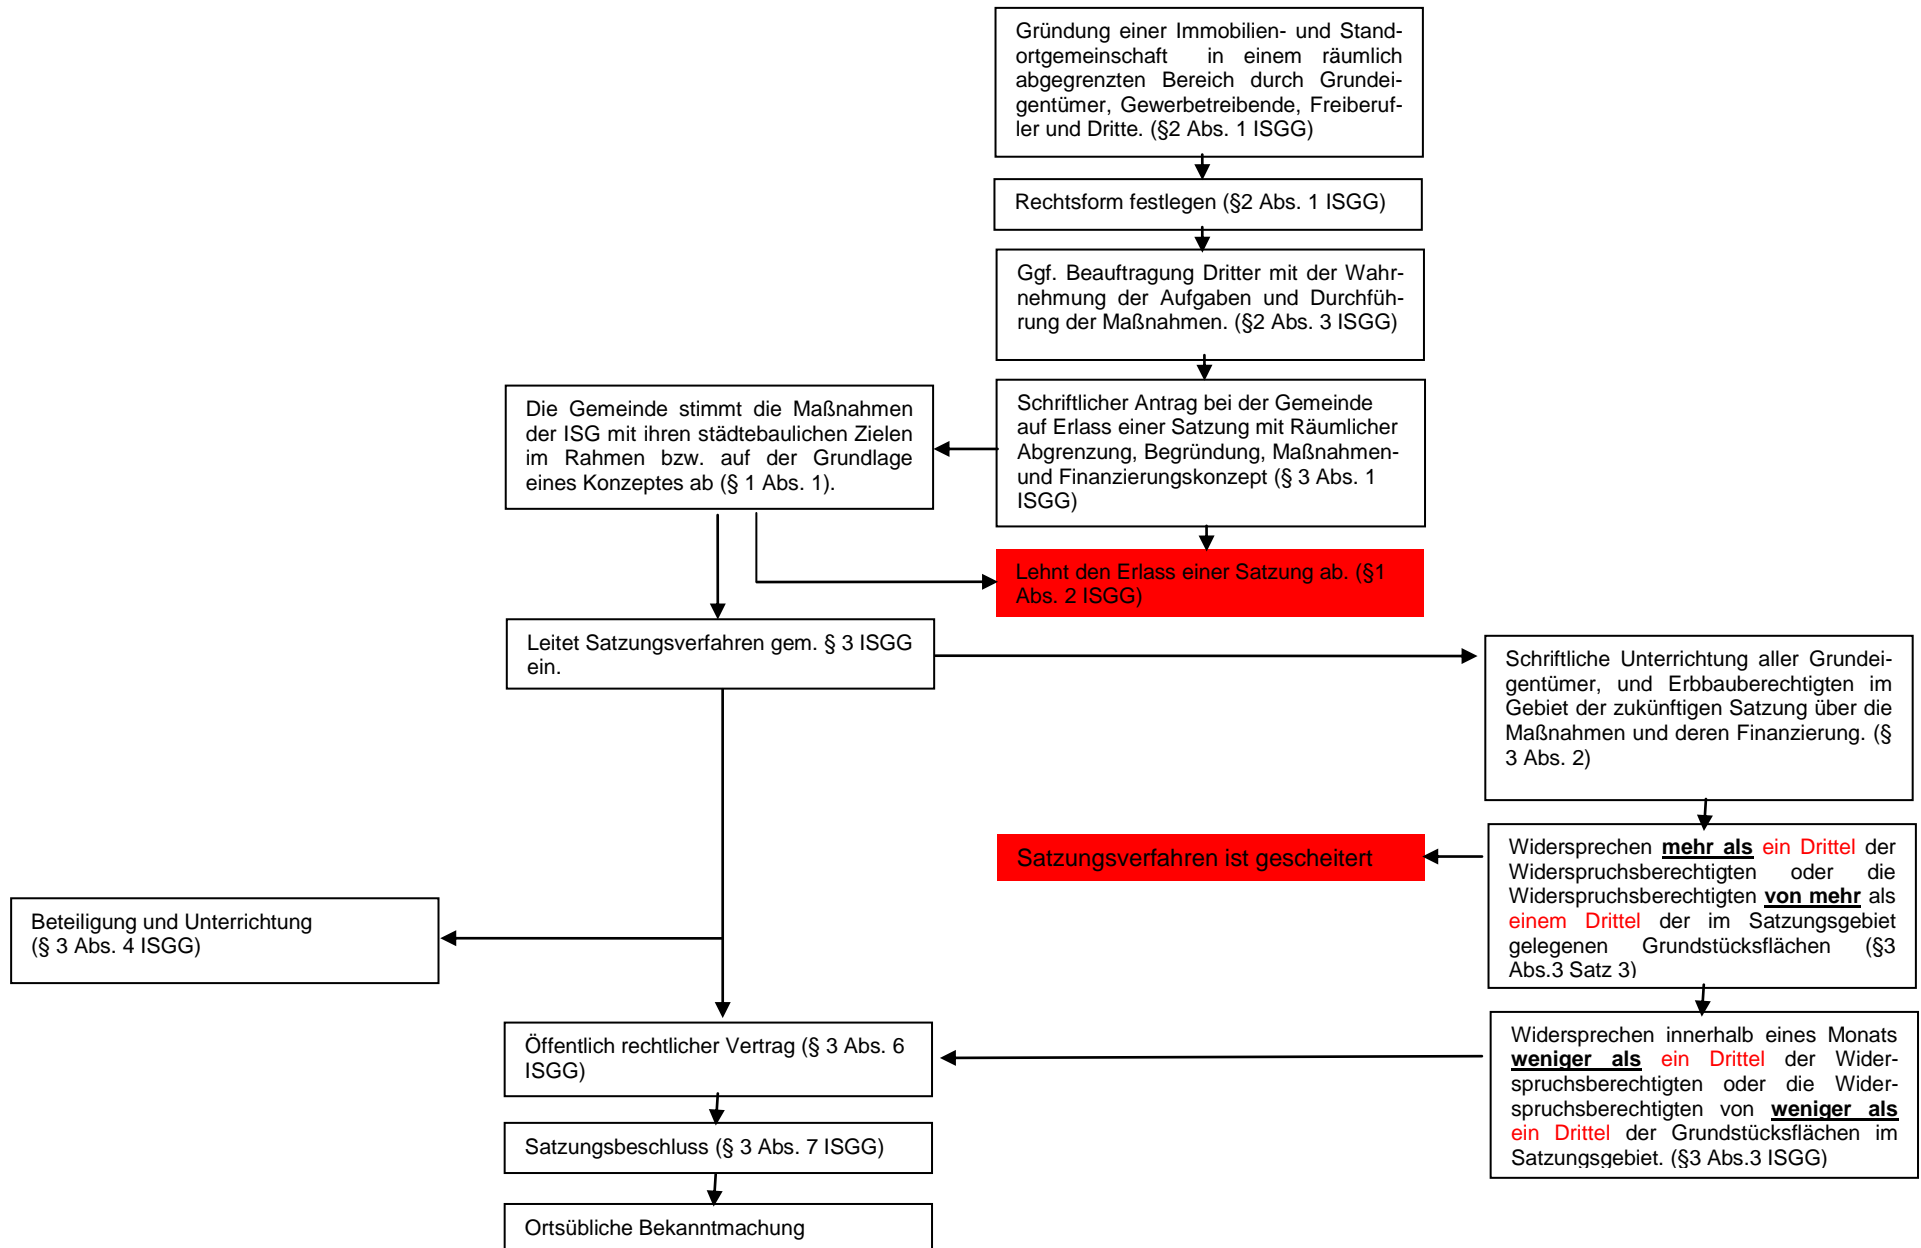 Gründung einer Immobilien- und Stand-
ortgemeinschaft in einem räumlich
abgegrenzten Bereich durch Grundei-
gentümer, Gewerbetreibende, Freiberuf-
ler und Dritte. (§2 Abs. 1 ISGG)
Rechtsform festlegen (§2 Abs. 1 ISGG)
Ggf. Beauftragung Dritter mit der Wahr-
nehmung der Aufgaben und Durchfüh-
rung der Maßnahmen. (§2 Abs. 3 ISGG)
Die Gemeinde stimmt die Maßnahmen
der ISG mit ihren städtebaulichen Zielen
im Rahmen bzw. auf der Grundlage
eines Konzeptes ab (§ 1 Abs. 1).
Schriftlicher Antrag bei der Gemeinde
auf Erlass einer Satzung mit Räumlicher
Abgrenzung, Begründung, Maßnahmen-
und Finanzierungskonzept (§ 3 Abs. 1
ISGG)
Lehnt den Erlass einer Satzung ab. (§1
Abs. 2 ISGG)
Leitet Satzungsverfahren gem. § 3 ISGG
ein.
Schriftliche Unterrichtung aller Grundei-
gentümer, und Erbbauberechtigten im
Gebiet der zukünftigen Satzung über die
Maßnahmen und deren Finanzierung. (§
3 Abs. 2)
Satzungsverfahren ist gescheitert
Widersprechen mehr als ein Drittel der
Widerspruchsberechtigten oder die
Widerspruchsberechtigten von mehr als
einem Drittel der im Satzungsgebiet
gelegenen Grundstücksflächen (§3
Abs.3 Satz 3)
Beteiligung und Unterrichtung
(§ 3 Abs. 4 ISGG)
Öffentlich rechtlicher Vertrag (§ 3 Abs. 6
ISGG)
Widersprechen innerhalb eines Monats
weniger als ein Drittel der Wider-
spruchsberechtigten oder die Wider-
spruchsberechtigten von weniger als
ein Drittel der Grundstücksflächen im
Satzungsgebiet. (§3 Abs.3 ISGG)
Satzungsbeschluss (§ 3 Abs. 7 ISGG)
Ortsübliche Bekanntmachung